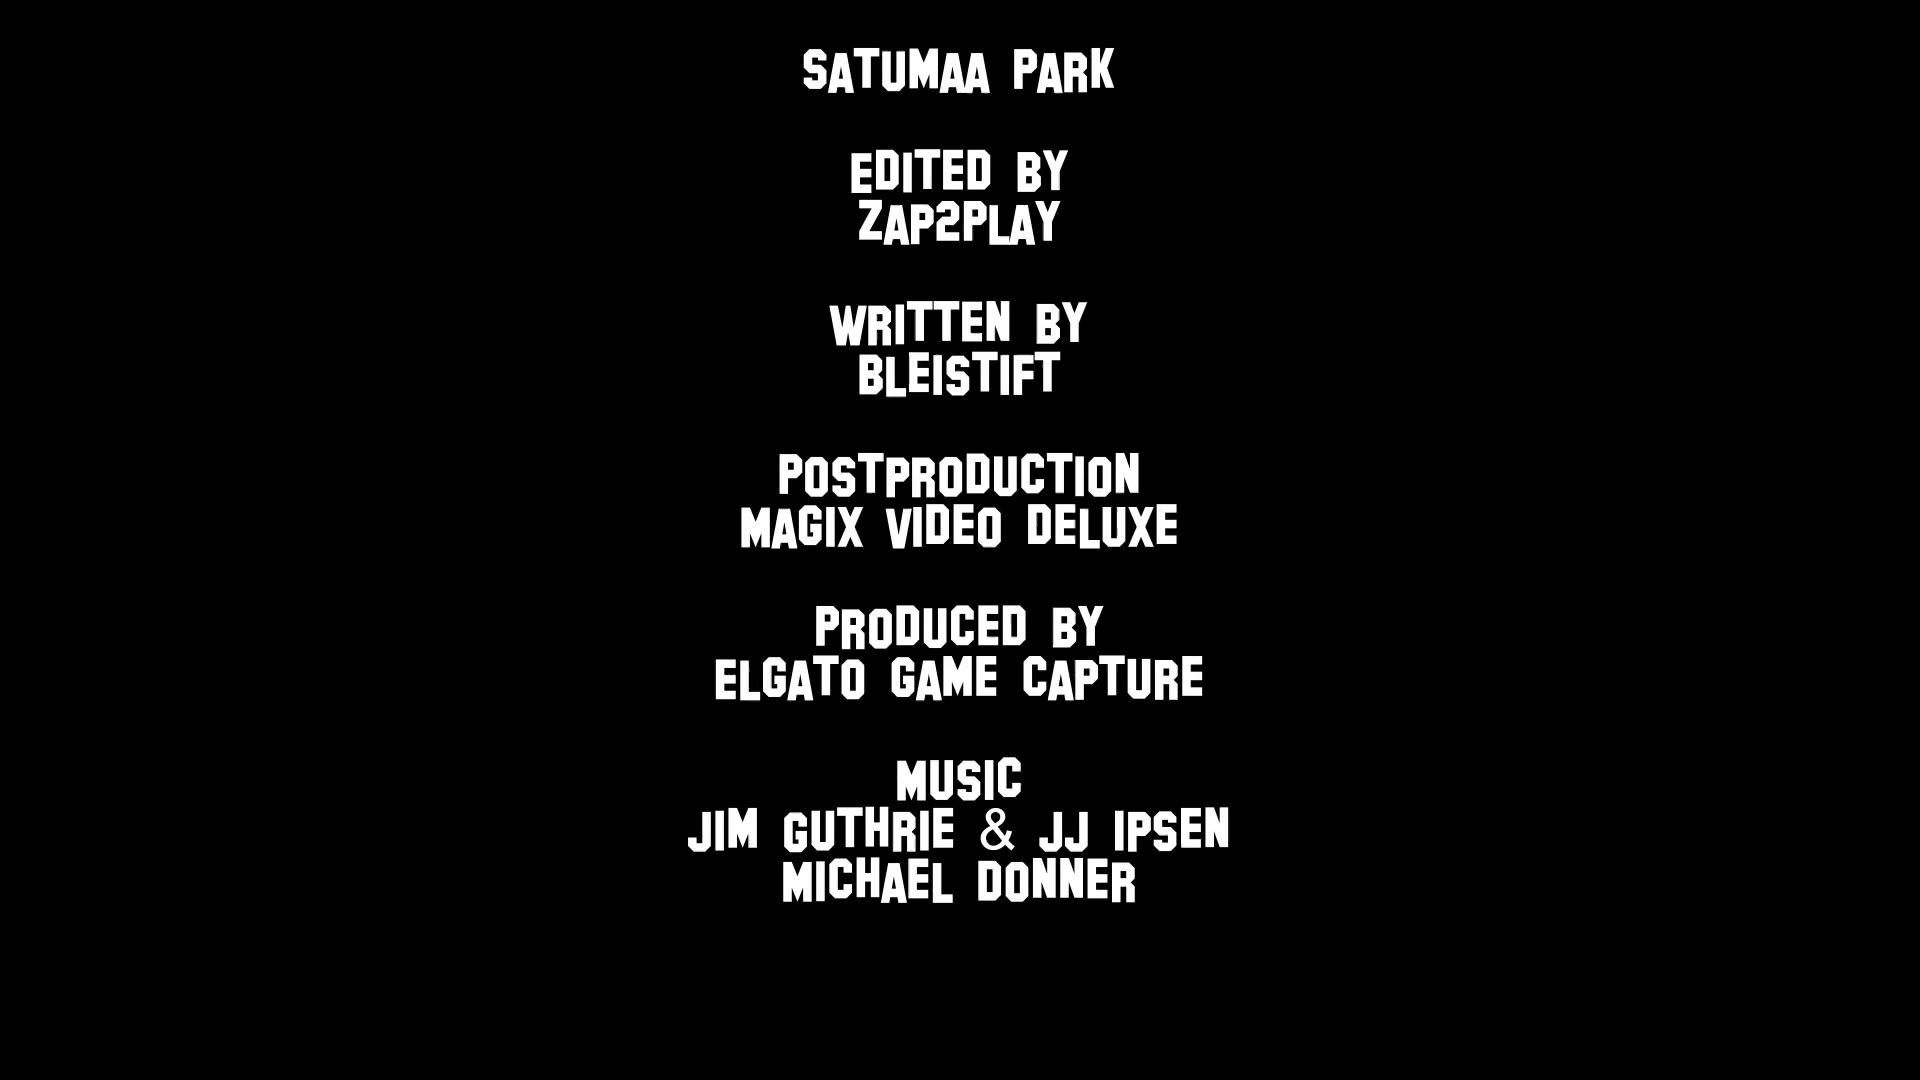 SATUMAA PARK
EDITED BY
ZAP2PLAY
WRITTEN BY
BLEISTIFT
POSTPRODUCTION
MAGIX VIDEO DELUXE
PRODUCED BY
ELGATO GAME CAPTURE
MUSIC
JIM GUTHRIE & JJ IPSEN
MICHAEL DONNER